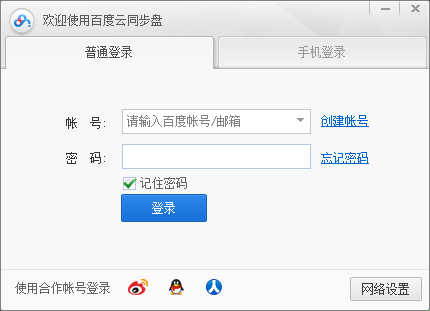 欢迎使用百度云同步盘
普通登录 手机登录
帐 号: 请输入百度帐号/邮箱 创建帐号
密 码: 忘记密码
记住密码
登录
使用合作帐号登录 网络设置